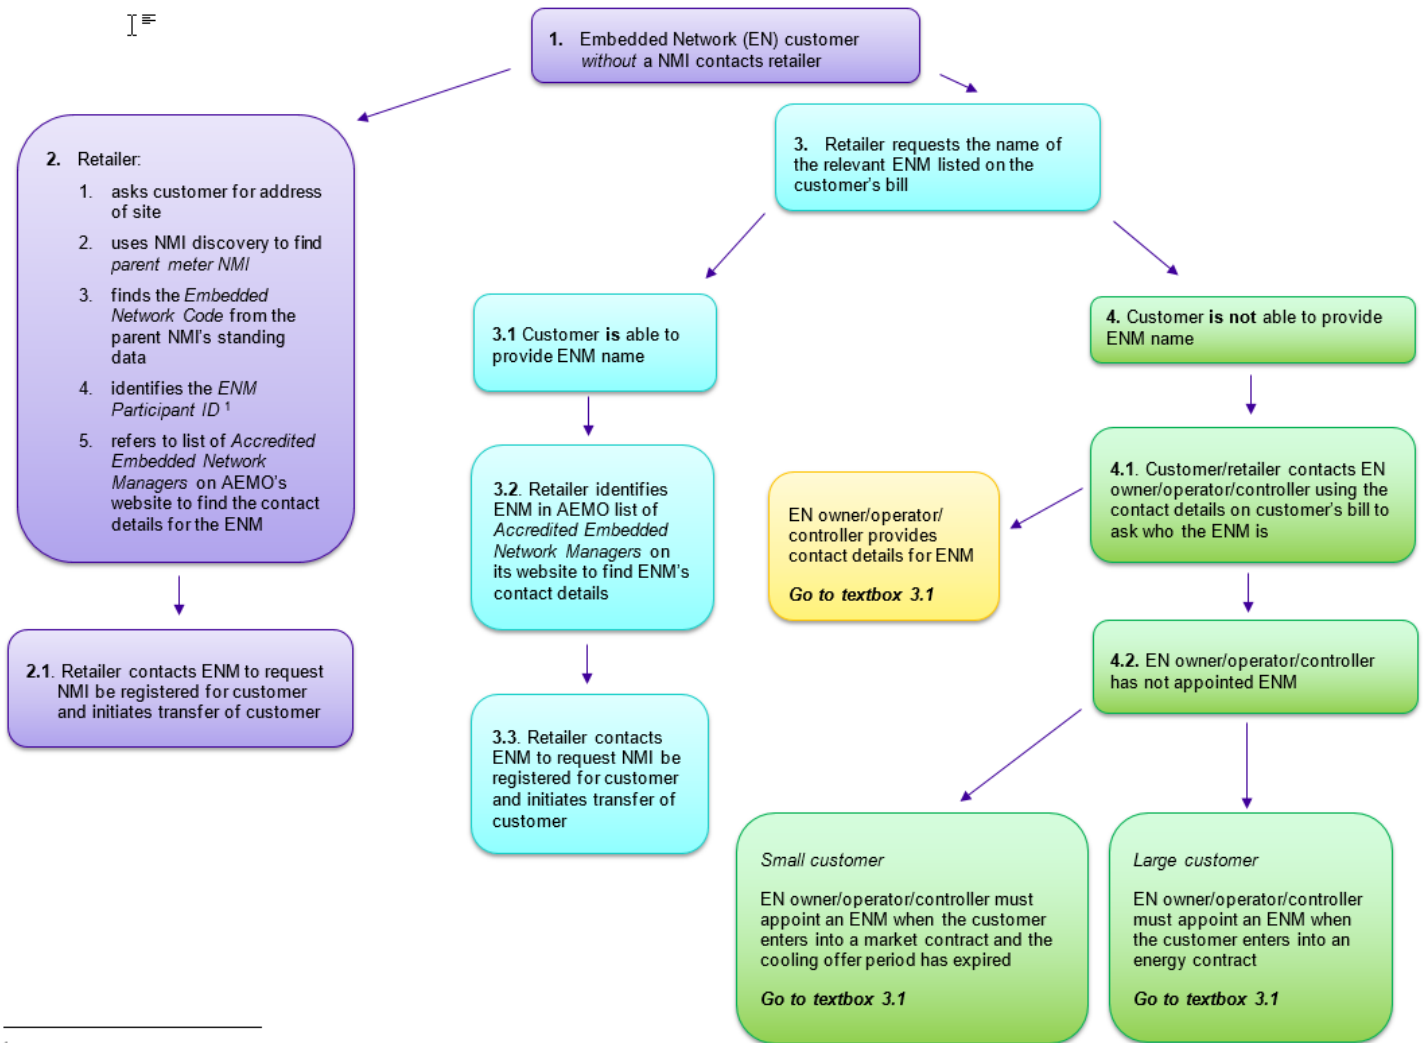 1. Embedded Network (EN) customer
without a NMI contacts retailer
2. Retailer:
1. asks customer for address
of site
2. uses NMI discovery to find
parent meter NMI
3. finds the Embedded
Network Code from the
parent NMI's standing
data
4. identifies the ENM
Participant ID 1
5. refers to list of Accredited
Embedded Network
Managers on AEMO's
website to find the contact
details for the ENM
2.1. Retailer contacts ENM to request
NMI be registered for customer
and initiates transfer of customer
3. Retailer requests the name of
the relevant ENM listed on the
customer's bill
3.1 Customer is able to
provide ENM name
3.2. Retailer identifies
ENM in AEMO list of
Accredited Embedded
Network Managers on
its website to find ENM's
contact details
3.3. Retailer contacts
ENM to request NMI be
registered for customer
and initiates transfer of
customer
4. Customer is not able to provide
ENM name
4.1. Customer/retailer contacts EN
owner/operator/controller using the
contact details on customer's bill to
ask who the ENM is
EN owner/operator/
controller provides
contact details for ENM
Go to textbox 3.1
4.2. EN owner/operator/controller
has not appointed ENM
Small customer
EN owner/operator/controller must
appoint an ENM when the customer
enters into a market contract and the
cooling offer period has expired
Go to textbox 3.1
Large customer
EN owner/operator/controller
must appoint an ENM when
the customer enters into an
energy contract
Go to textbox 3.1